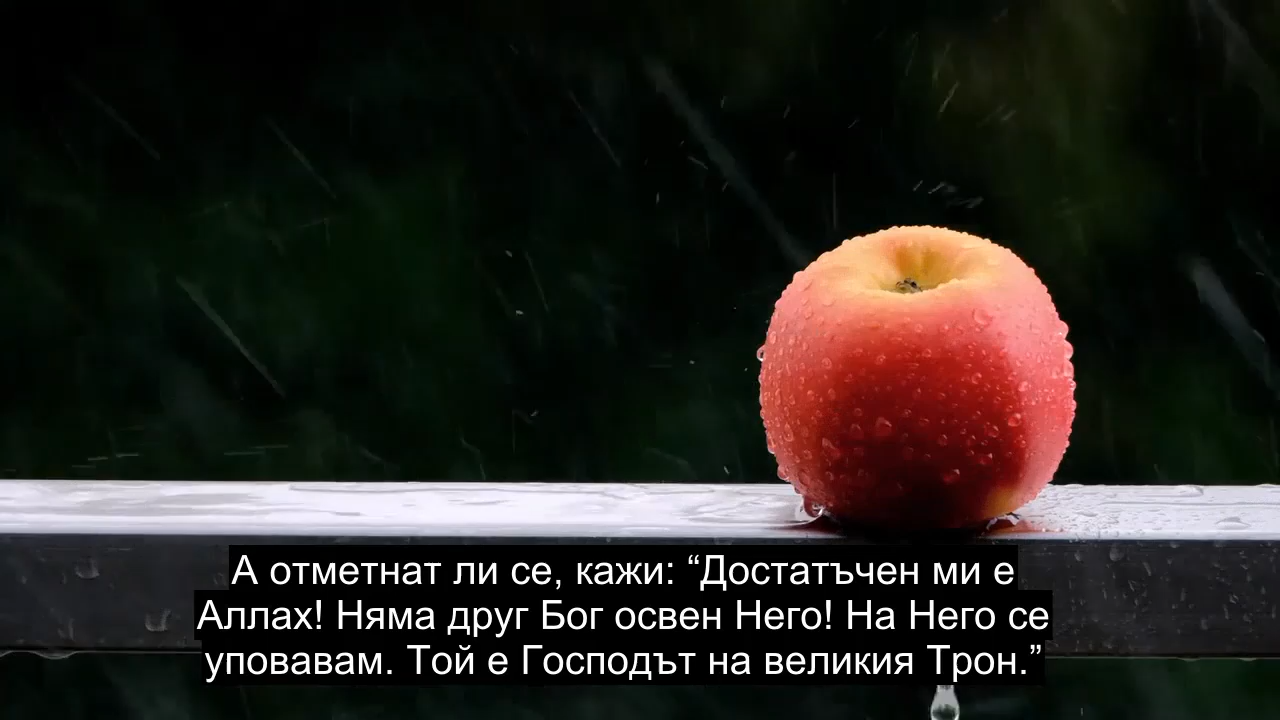 А отметнат ли се, кажи: “Достатъчен ми е
Аллах! Няма друг Бог освен Него! На Него се
уповавам. Той е Господът на великия Трон.”